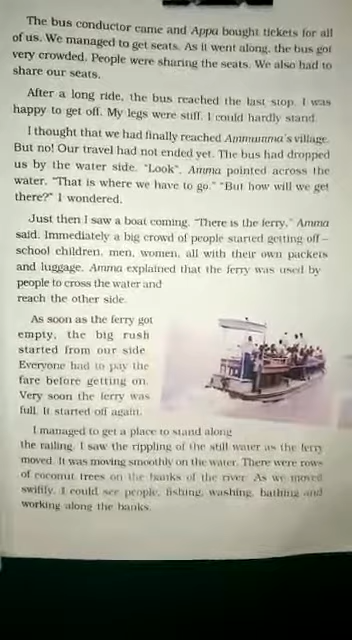 The bus conductor came and Appa bought tickets for all
of us. We managed to get seats. As it went along, the bus got
very crowded. People were sharing the seats. We also had to
share our seats.
After a long ride, the bus reached the last stop. I was
happy to get off. My legs were stiff. I could hardly stand.
I thought that we had finally reached Ammumma's village.
But no! Our travel had not ended yet. The bus had dropped
us by the water side. "Look", Amma pointed across the
water, "That is where we have to go." "But how will we get
there?" I wondered.
Just then I saw a boat coming. "There is the ferry," Amma
said. Immediately a big crowd of people started getting off –
school children, men, women, all with their own packets
and luggage. Amma explained that the ferry was used by
people to cross the water and
reach the other side.
As soon as the ferry got
empty, the big rush
started from our side.
Everyone had to pay the
fare before getting on.
Very soon the ferry was
full. It started off again.
I managed to get a place to stand along
the railing. I saw the rippling of the still water as the ferry
moved. It was moving smoothly on the water. There were rows
of coconut trees on the banks of the river. As we moved
swiftly, I could see people, fishing, washing, bathing and
working along the banks.